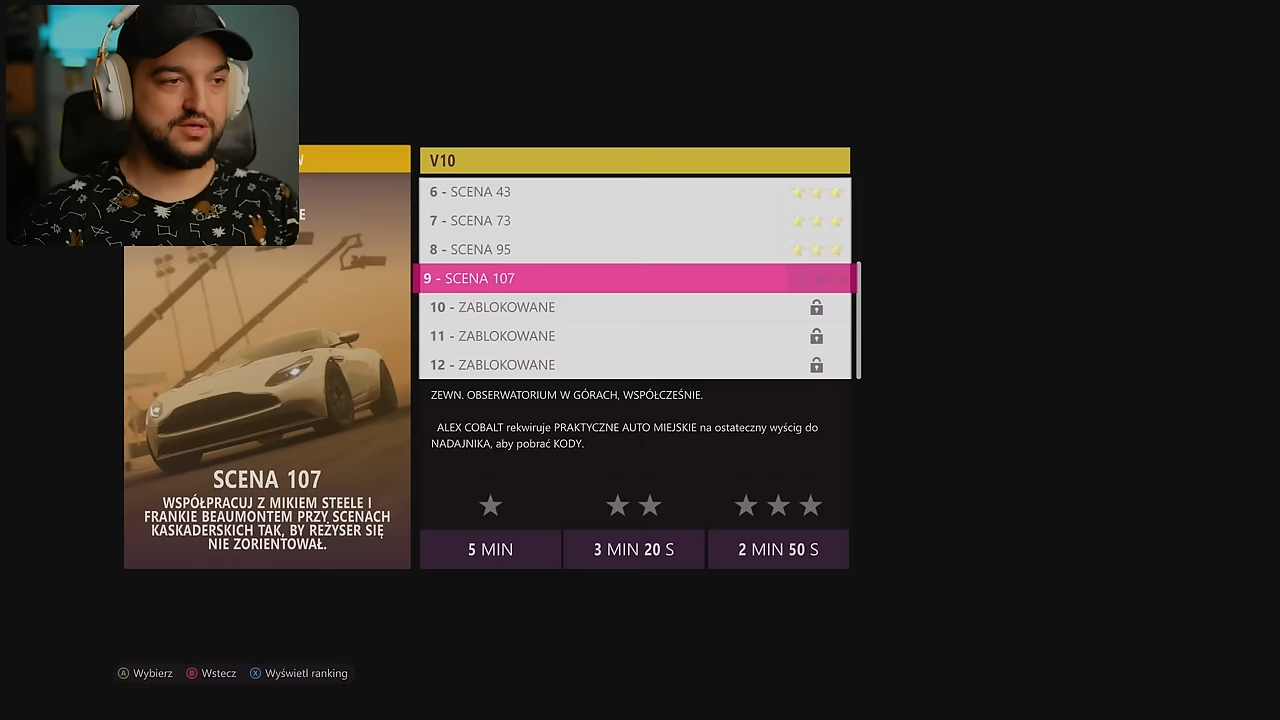 V10
6 - SCENA 43
7 - SCENA 73
8 - SCENA 95
9 - SCENA 107
10 - ZABLOKOWANE
11 - ZABLOKOWANE
12 - ZABLOKOWANE
ZEWN. OBSERWATORIUM W GÓRACH, WSPÓŁCZEŚNIE.
ALEX COBALT rekwiruje PRAKTYCZNE AUTO MIEJSKIE na ostateczny wyścig do
NADAJNIKA, aby pobrać KODY.
5 MIN
3 MIN 20 S
2 MIN 50 S
SCENA 107
WSPÓŁPRACUJ Z MIKIEM STEELE I
FRANKIE BEAUMONTEM PRZY SCENACH
KASKADERSKICH TAK, BY REŻYSER SIĘ
NIE ZORIENTOWAŁ.
A Wybierz B Wstecz X Wyświetl ranking